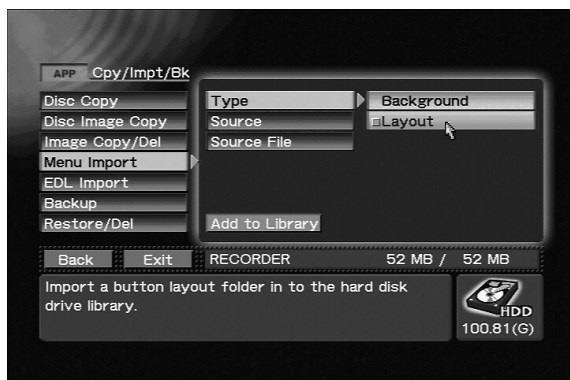 APP Cpy/Impt/Bk
Disc Copy
Disc Image Copy
Image Copy/Del
Menu Import
EDL Import
Backup
Restore/Del
Type
Source
Source File
Background
Layout
Add to Library
Back
Exit
RECORDER
52 MB / 52 MB
Import a button layout folder in to the hard disk
drive library.
HDD
100.81(G)